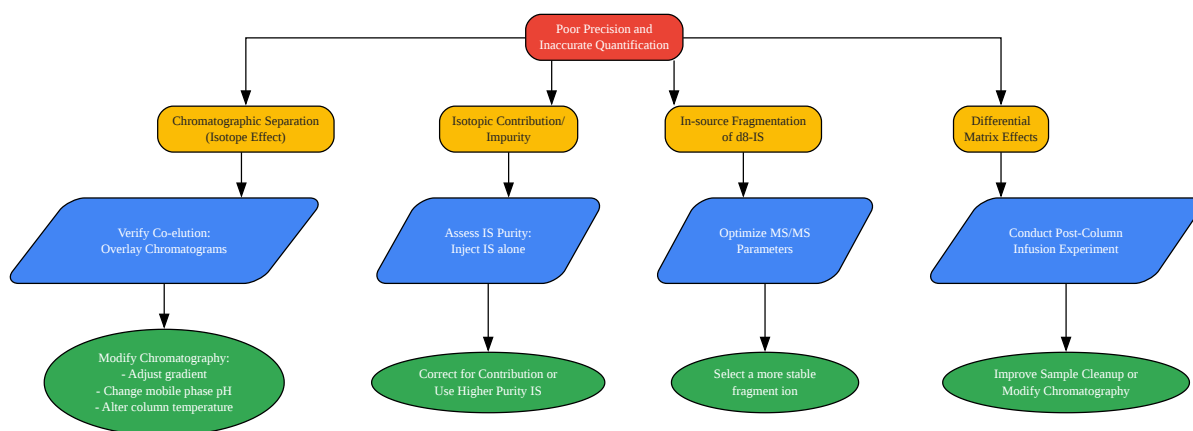 Poor Precision and
Inaccurate Quantification
Chromatographic Separation
(Isotope Effect)
Isotopic Contribution/
Impurity
In-source Fragmentation
of d8-IS
Differential
Matrix Effects
Verify Co-elution:
Overlay Chromatograms
Assess IS Purity:
Inject IS alone
Optimize MS/MS
Parameters
Conduct Post-Column
Infusion Experiment
Modify Chromatography:
- Adjust gradient
- Change mobile phase pH
- Alter column temperature
Correct for Contribution or
Use Higher Purity IS
Select a more stable
fragment ion
Improve Sample Cleanup or
Modify Chromatography